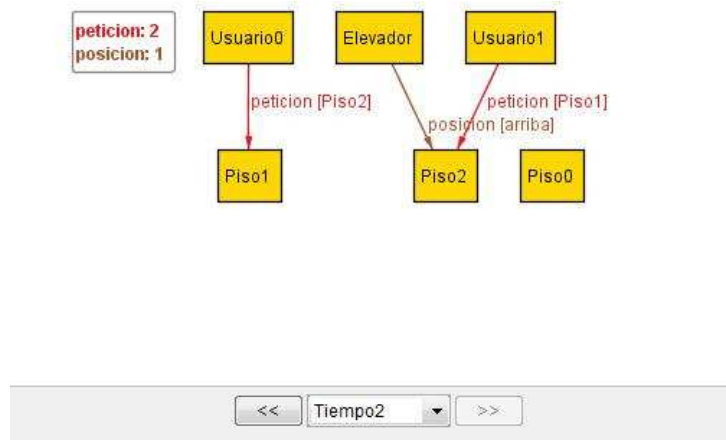 peticion: 2
posicion: 1
Usuario0
Elevador
Usuario1
peticion [Piso2]
peticion [Piso1]
posicion [arriba]
Piso1
Piso2
Piso0
<<
Tiempo2
>>